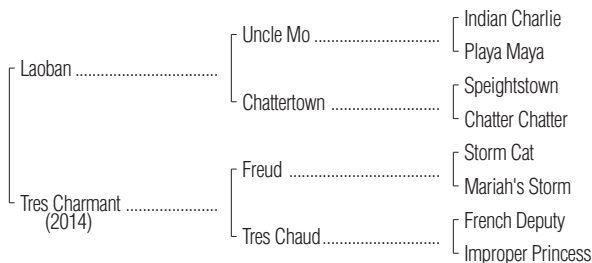 Indian Charlie
Uncle Mo ................................
Playa Maya
Laoban ....................................
Speightstown
Chattertown ............................
Chatter Chatter
Storm Cat
Freud ......................................
Mariah's Storm
Tres Charmant .......................
(2014)
French Deputy
Tres Chaud..............................
Improper Princess